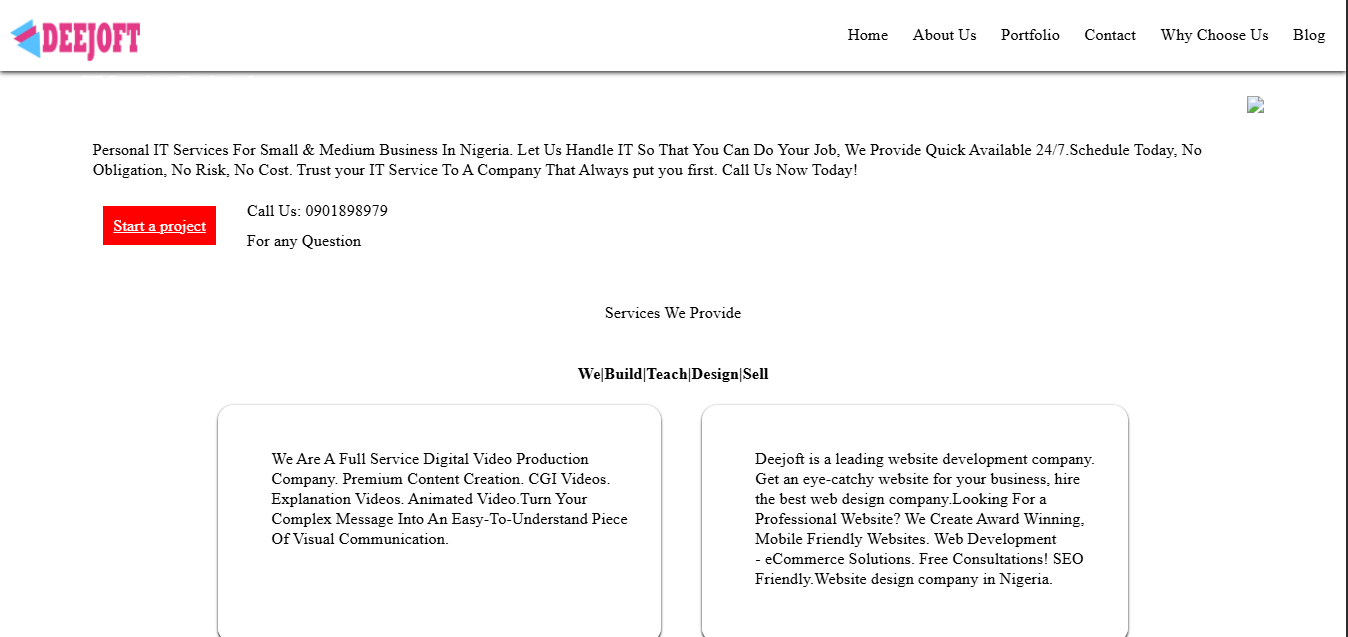 DEEJOFT
Home About Us Portfolio Contact Why Choose Us Blog
Personal IT Services For Small & Medium Business In Nigeria. Let Us Handle IT So That You Can Do Your Job, We Provide Quick Available 24/7.Schedule Today, No
Obligation, No Risk, No Cost. Trust your IT Service To A Company That Always put you first. Call Us Now Today!
Start a project
Call Us: 0901898979
For any Question
Services We Provide
We|Build|Teach|Design|Sell
We Are A Full Service Digital Video Production
Company. Premium Content Creation. CGI Videos.
Explanation Videos. Animated Video.Turn Your
Complex Message Into An Easy-To-Understand Piece
Of Visual Communication.
Deejoft is a leading website development company.
Get an eye-catchy website for your business, hire
the best web design company.Looking For a
Professional Website? We Create Award Winning,
Mobile Friendly Websites. Web Development
- eCommerce Solutions. Free Consultations! SEO
Friendly.Website design company in Nigeria.